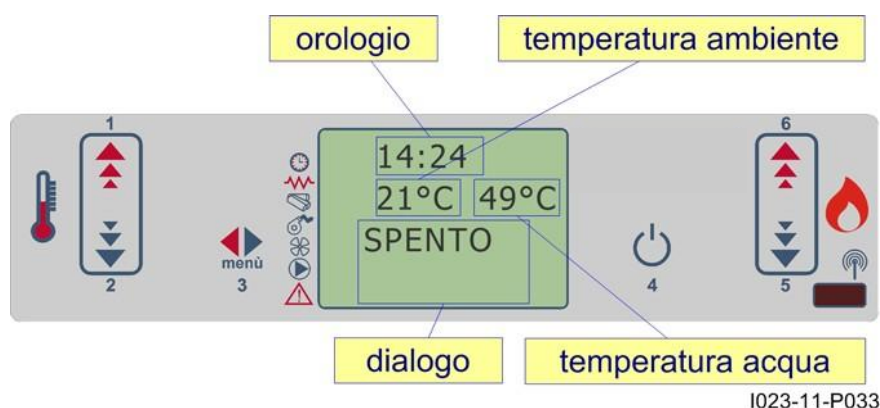 orologio
temperatura ambiente
1
6
14:24
21°C 49°C
SPENTO
menù
2
3
4
5
dialogo
temperatura acqua
I023-11-P033